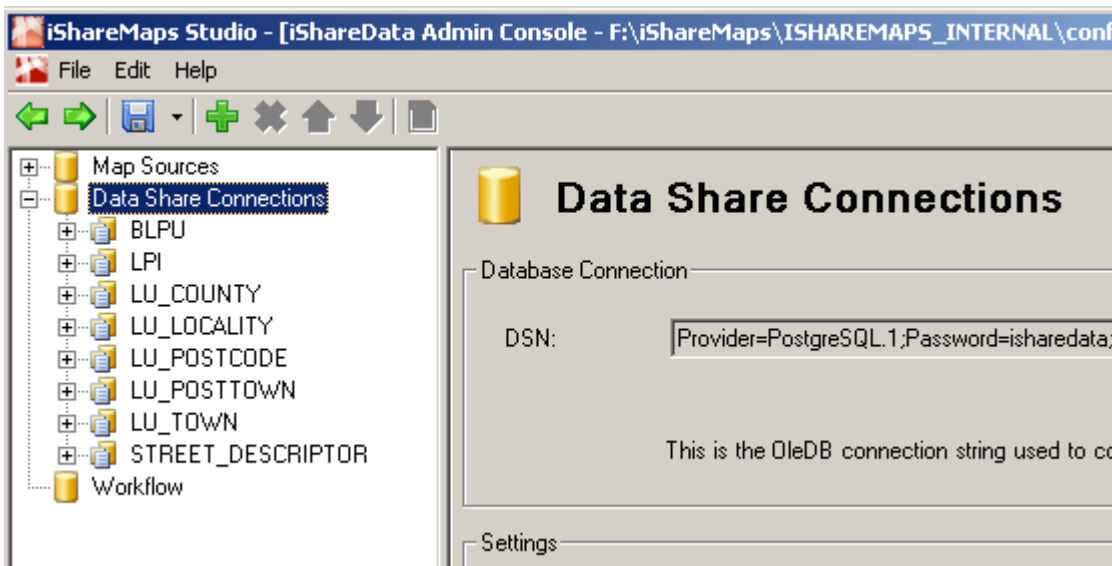 iShareMaps Studio - [iShareData Admin Console - F:\iShareMaps\ISHAREMAPS_INTERNAL\conf
File Edit Help
Map Sources
Data Share Connections
BLPU
LPI
LU_COUNTY
LU_LOCALITY
LU_POSTCODE
LU_POSTTOWN
LU_TOWN
STREET_DESCRIPTOR
Workflow
Data Share Connections
Database Connection
DSN: Provider=PostgreSQL.1;Password=isharedata;
This is the OleDB connection string used to co
Settings